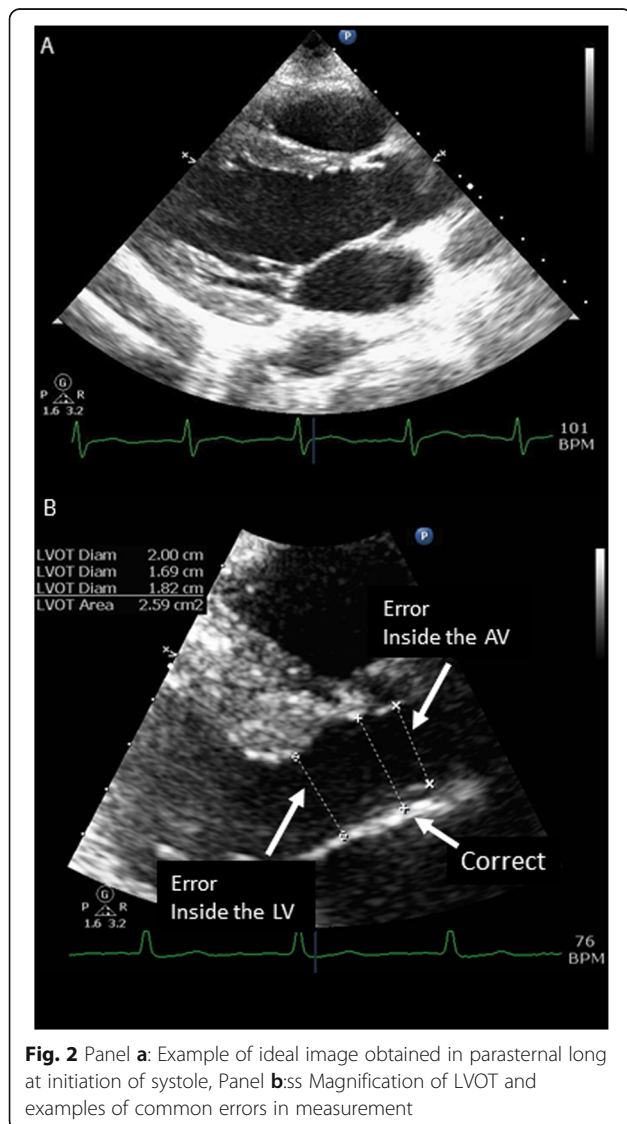 A
P
G
P R
1.6 3.2
101
BPM
B
P
LVOT Diam 2.00 cm
LVOT Diam 1.69 cm
LVOT Diam 1.82 cm
LVOT Area 2.59 cm2
Error
Inside the AV
Correct
Error
Inside the LV
G
P R
1.6 3.2
76
BPM
Fig. 2 Panel a: Example of ideal image obtained in parasternal long
at initiation of systole, Panel b:ss Magnification of LVOT and
examples of common errors in measurement